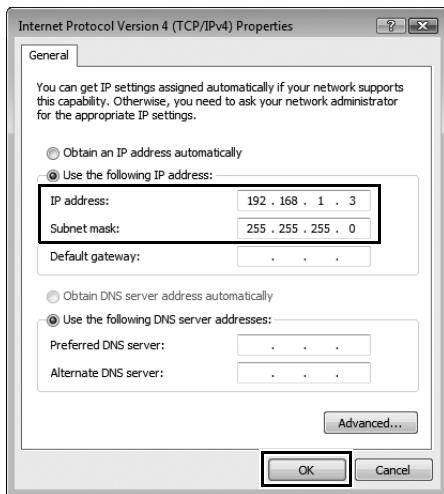 Internet Protocol Version 4 (TCP/IPv4) Properties
General
You can get IP settings assigned automatically if your network supports
this capability. Otherwise, you need to ask your network administrator
for the appropriate IP settings.
Obtain an IP address automatically
Use the following IP address:
IP address: 192 . 168 . 1 . 3
Subnet mask: 255 . 255 . 255 . 0
Default gateway: . . .
Obtain DNS server address automatically
Use the following DNS server addresses:
Preferred DNS server: . . .
Alternate DNS server: . . .
Advanced...
OK Cancel